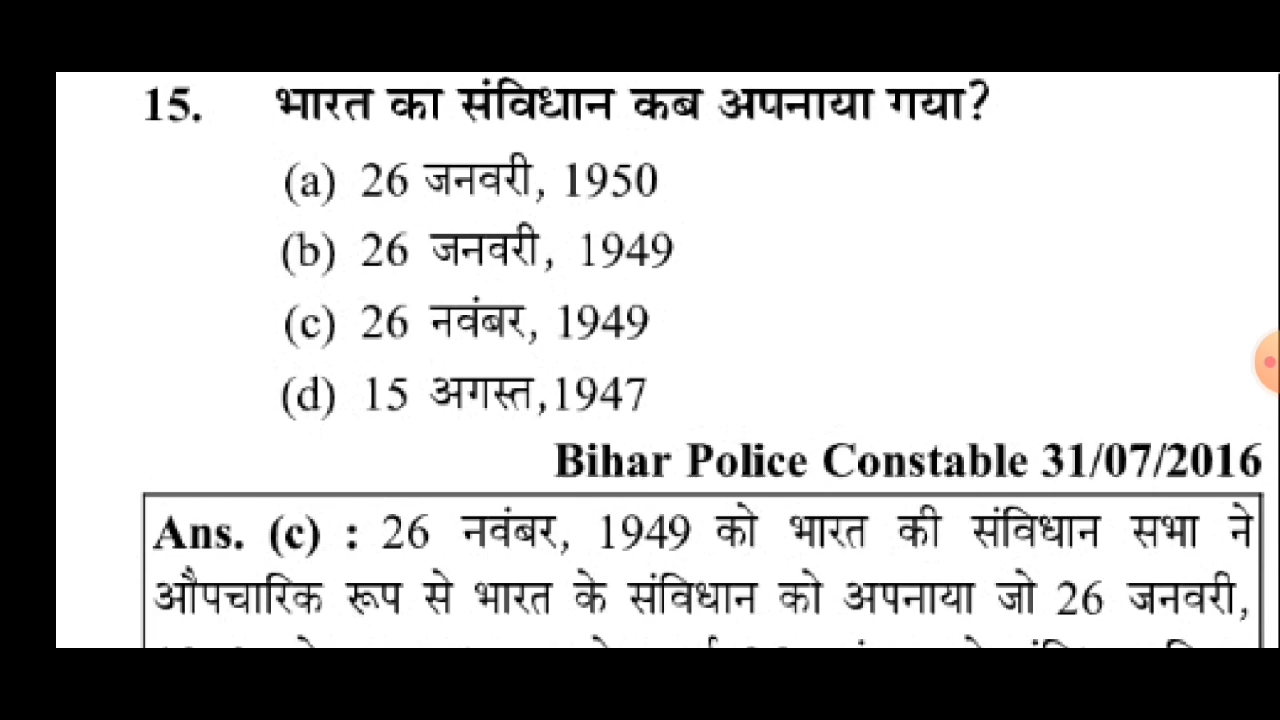 15. भारत का संविधान कब अपनाया गया?
(a) 26 जनवरी, 1950
(b) 26 जनवरी, 1949
(c) 26 नवंबर, 1949
(d) 15 अगस्त,1947
Bihar Police Constable 31/07/2016
Ans. (c) : 26 नवंबर, 1949 को भारत की संविधान सभा ने
औपचारिक रूप से भारत के संविधान को अपनाया जो 26 जनवरी,